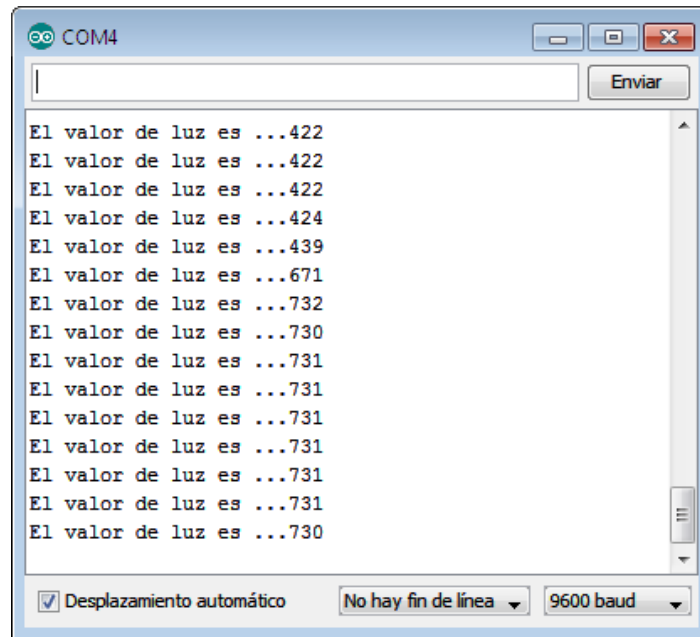 COM4
Enviar
El valor de luz es ...422
El valor de luz es ...422
El valor de luz es ...422
El valor de luz es ...424
El valor de luz es ...439
El valor de luz es ...671
El valor de luz es ...732
El valor de luz es ...730
El valor de luz es ...731
El valor de luz es ...731
El valor de luz es ...731
El valor de luz es ...731
El valor de luz es ...731
El valor de luz es ...731
El valor de luz es ...730
Desplazamiento automático No hay fin de línea 9600 baud